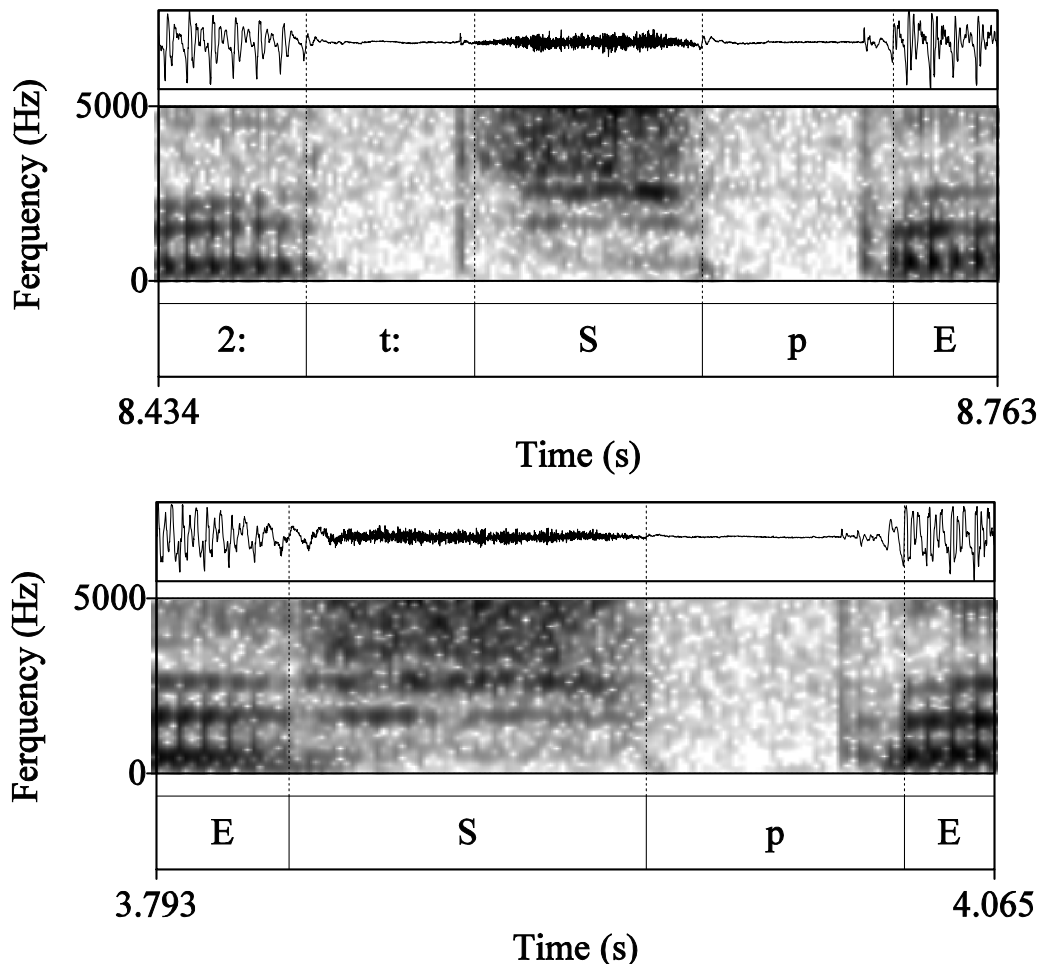 5000
Ferquency (Hz)
0
2: t: S p E
8.434 8.763
Time (s)
5000
Ferquency (Hz)
0
E S p E
3.793 4.065
Time (s)